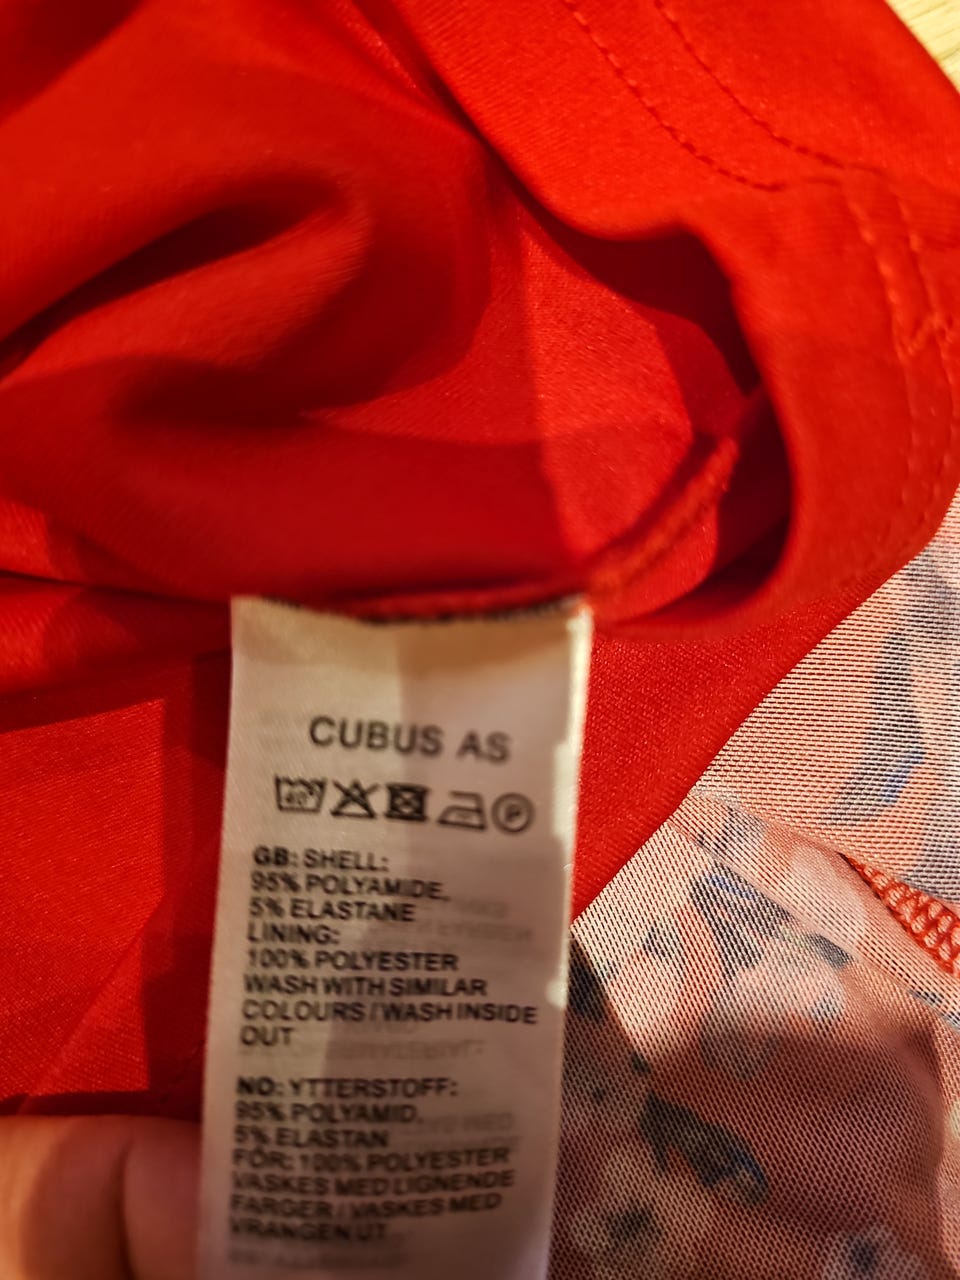 CUBUS AS
40
P
GB: SHELL:
95% POLYAMIDE,
5% ELASTANE
LINING:
100% POLYESTER
WASH WITH SIMILAR
COLOURS / WASH INSIDE
OUT
NO: YTTERSTOFF:
95% POLYAMID,
5% ELASTAN
FÔR: 100% POLYESTER
VASKES MED LIGNENDE
FARGER / VASKES MED
VRANGEN UT